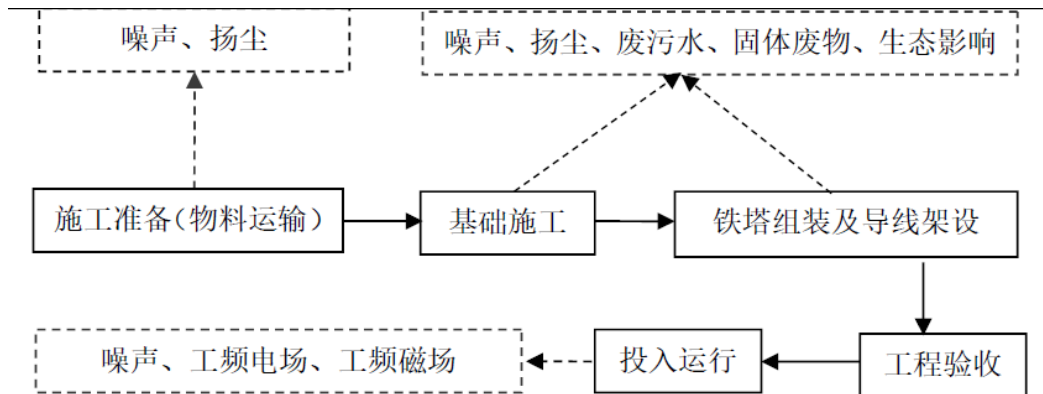 噪声、扬尘
噪声、扬尘、废污水、固体废物、生态影响
施工准备（物料运输）
基础施工
铁塔组装及导线架设
噪声、工频电场、工频磁场
投入运行
工程验收